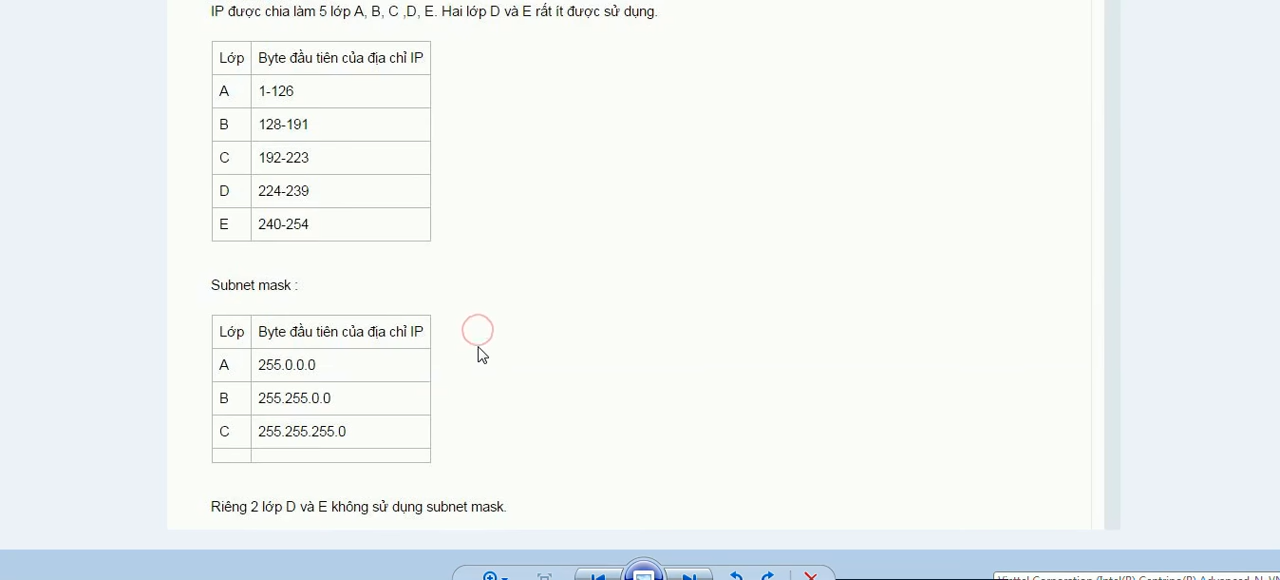 IP được chia làm 5 lớp A, B, C ,D, E. Hai lớp D và E rất ít được sử dụng.
Lớp Byte đầu tiên của địa chỉ IP
A 1-126
B 128-191
C 192-223
D 224-239
E 240-254
Subnet mask :
Lớp Byte đầu tiên của địa chỉ IP
A 255.0.0.0
B 255.255.0.0
C 255.255.255.0
Riêng 2 lớp D và E không sử dụng subnet mask.